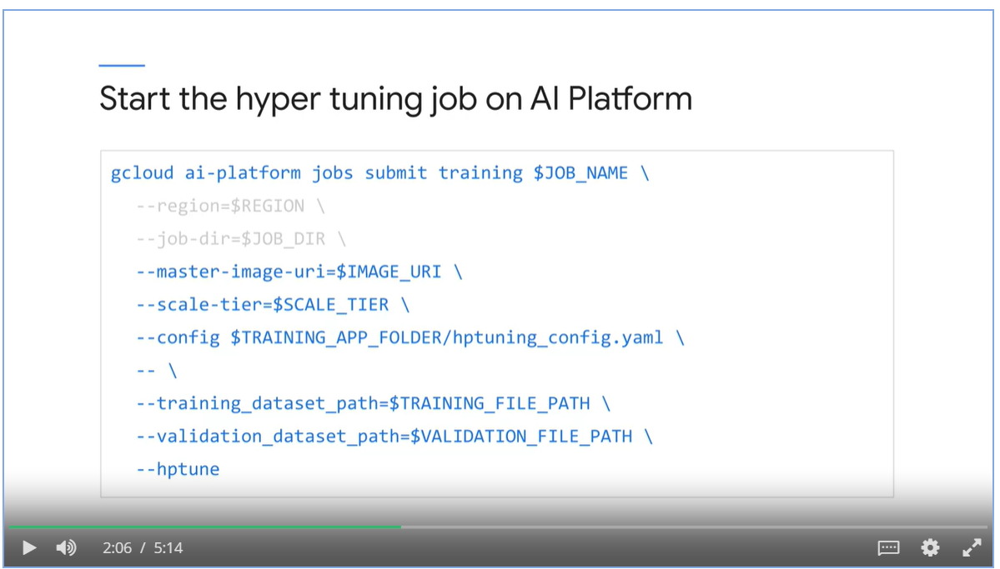 Start the hyper tuning job on AI Platform
gcloud ai-platform jobs submit training $JOB_NAME \
--region=$REGION \
--job-dir=$JOB_DIR \
--master-image-uri=$IMAGE_URI \
--scale-tier=$SCALE_TIER \
--config $TRAINING_APP_FOLDER/hptuning_config.yaml \
-- \
--training_dataset_path=$TRAINING_FILE_PATH \
--validation_dataset_path=$VALIDATION_FILE_PATH \
--hptune
2:06 / 5:14